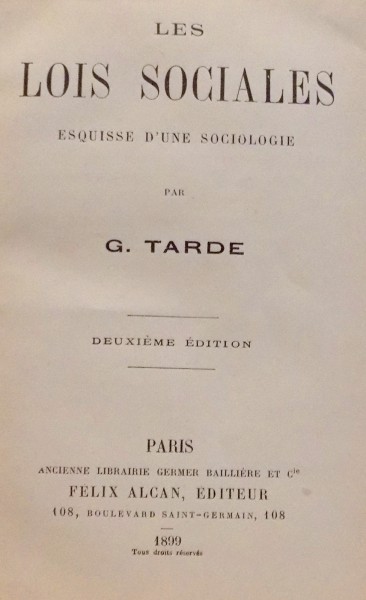 LES
LOIS SOCIALES
ESQUISSE D'UNE SOCIOLOGIE
PAR
G. TARDE
DEUXIÈME ÉDITION
PARIS
ANCIENNE LIBRAIRIE GERMER BAILLIÈRE ET Cie
FÉLIX ALCAN, ÉDITEUR
108, BOULEVARD SAINT-GERMAIN, 108
1899
Tous droits réservés